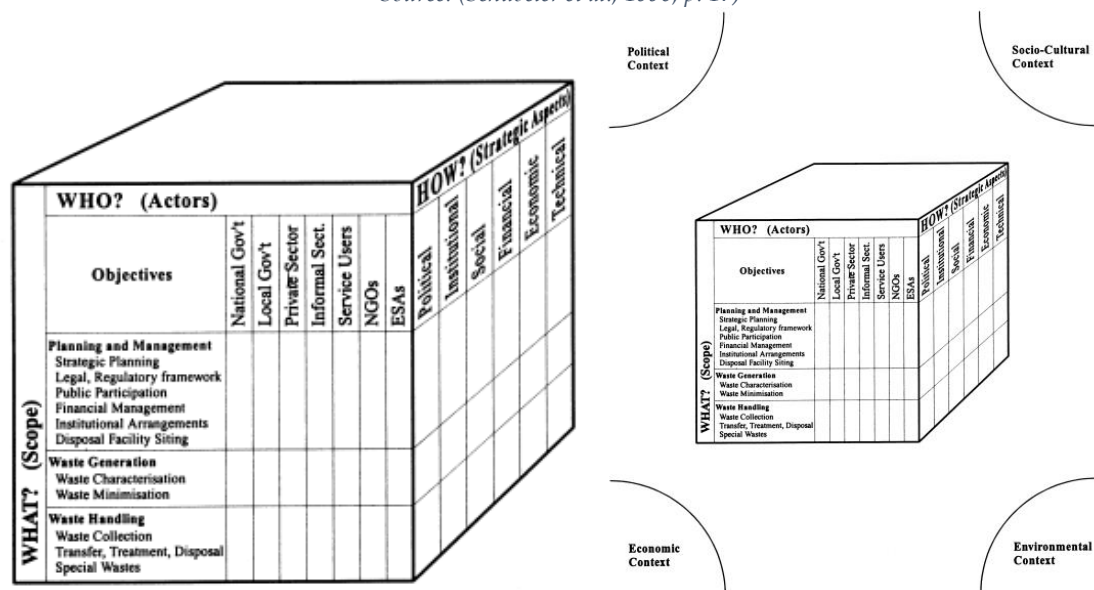 WHO? (Actors)
HOW? (Strategic Aspects)
WHAT? (Scope)
Objectives
National Gov't
Local Gov't
Private Sector
Informal Sect.
Service Users
NGOs
ESAs
Political
Institutional
Social
Financial
Economic
Technical
Planning and Management
Strategic Planning
Legal, Regulatory framework
Public Participation
Financial Management
Institutional Arrangements
Disposal Facility Siting
Waste Generation
Waste Characterisation
Waste Minimisation
Waste Handling
Waste Collection
Transfer, Treatment, Disposal
Special Wastes
Political
Context
Socio-Cultural
Context
WHO? (Actors)
HOW? (Strategic Aspects)
WHAT? (Scope)
Objectives
National Gov't
Local Gov't
Private Sector
Informal Sect.
Service Users
NGOs
ESAs
Political
Institutional
Social
Financial
Economic
Technical
Planning and Management
Strategic Planning
Legal, Regulatory framework
Public Participation
Financial Management
Institutional Arrangements
Disposal Facility Siting
Waste Generation
Waste Characterisation
Waste Minimisation
Waste Handling
Waste Collection
Transfer, Treatment, Disposal
Special Wastes
Economic
Context
Environmental
Context